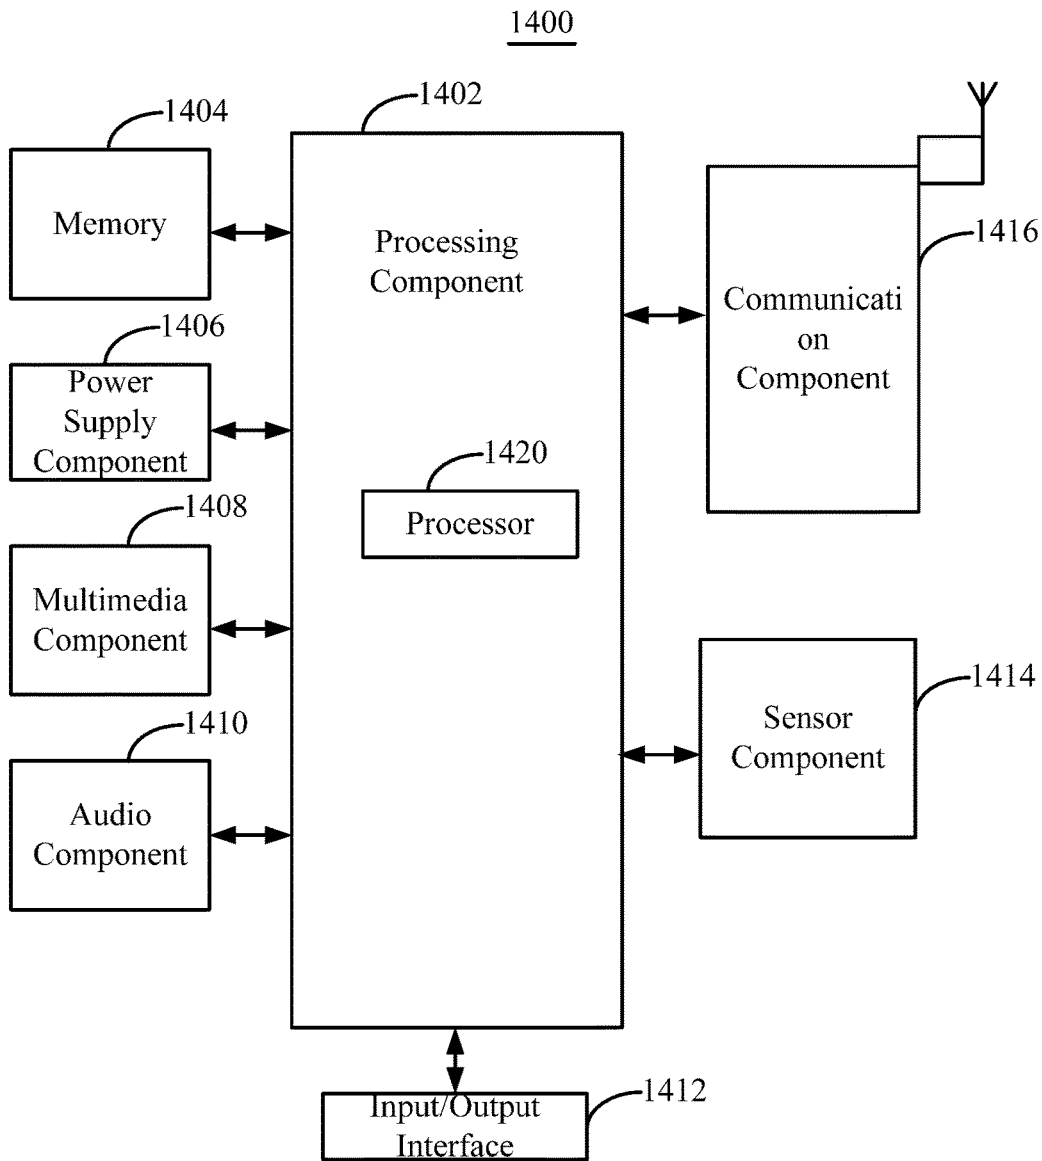 1400
1404
Memory
1406
Power
Supply
Component
1408
Multimedia
Component
1410
Audio
Component
1402
Processing
Component
1420
Processor
1416
Communicati
on
Component
1414
Sensor
Component
Input/Output
Interface
1412